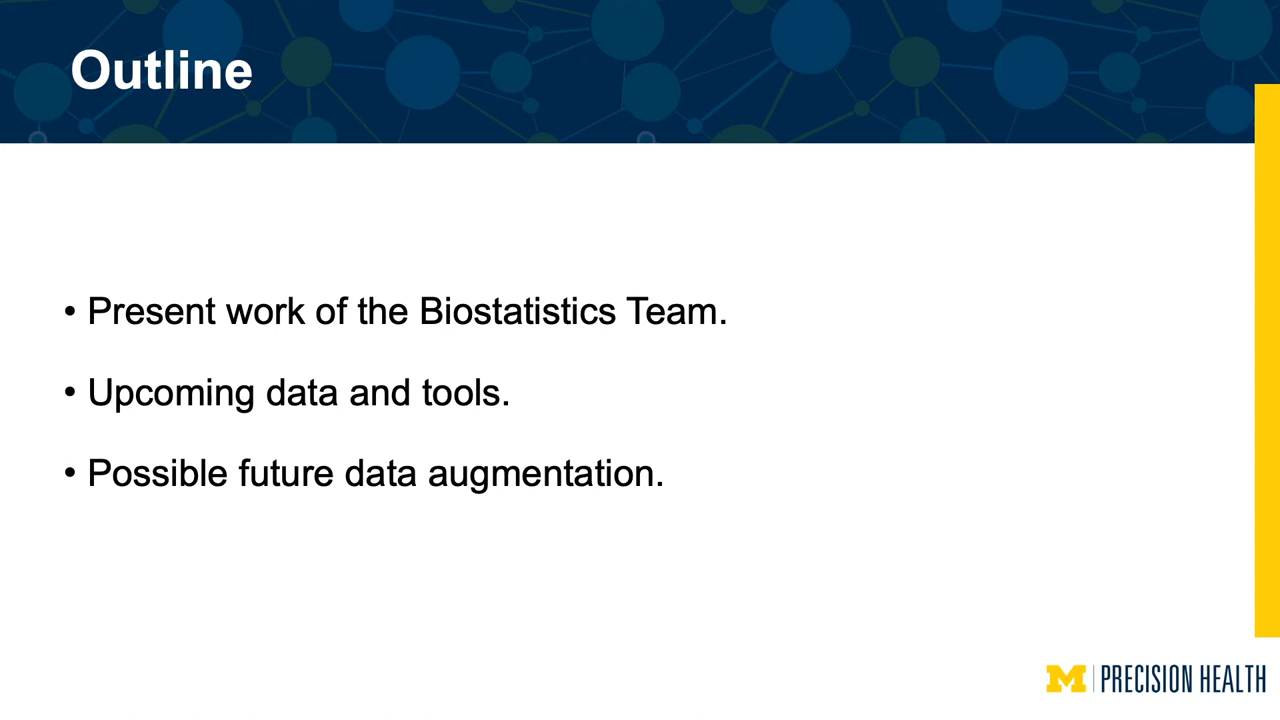 Outline
• Present work of the Biostatistics Team.
• Upcoming data and tools.
• Possible future data augmentation.
M | PRECISION HEALTH